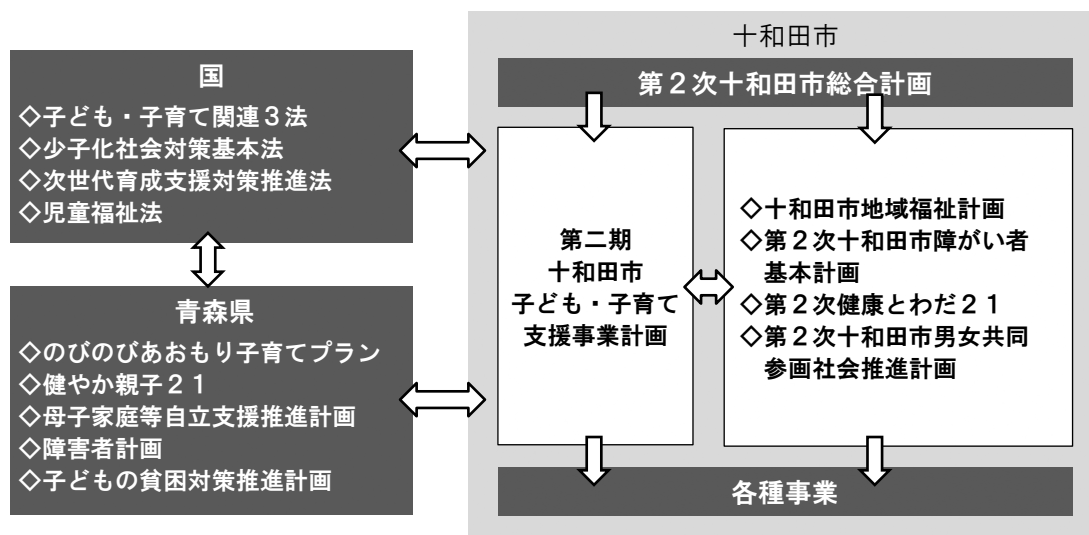 国
◇子ども・子育て関連３法
◇少子化社会対策基本法
◇次世代育成支援対策推進法
◇児童福祉法
青森県
◇のびのびあおもり子育てプラン
◇健やか親子２１
◇母子家庭等自立支援推進計画
◇障害者計画
◇子どもの貧困対策推進計画
十和田市
第２次十和田市総合計画
第二期
十和田市
子ども・子育て
支援事業計画
◇十和田市地域福祉計画
◇第２次十和田市障がい者
基本計画
◇第２次健康とわだ２１
◇第２次十和田市男女共同
参画社会推進計画
各種事業